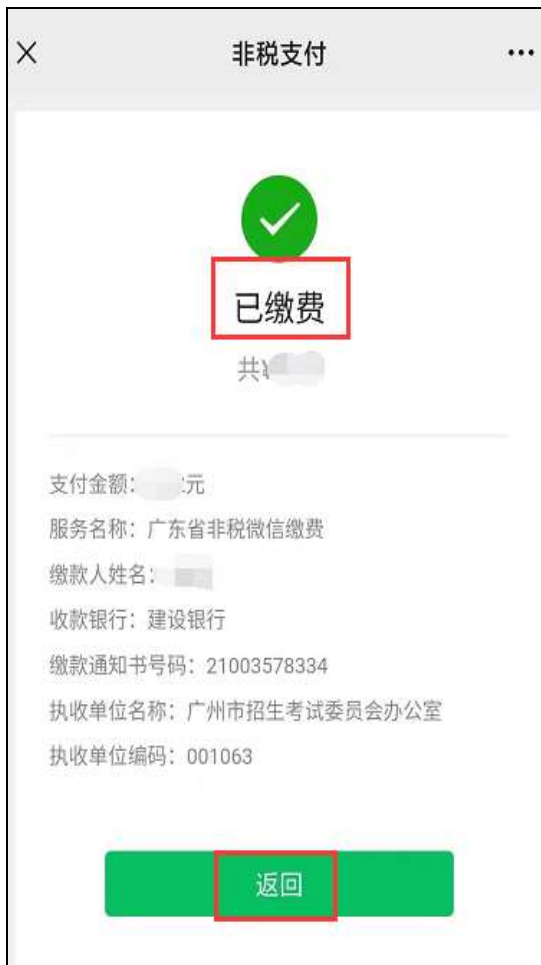 非税支付
已缴费
共
支付金额： 元
服务名称：广东省非税微信缴费
缴款人姓名：
收款银行：建设银行
缴款通知书号码：21003578334
执收单位名称：广州市招生考试委员会办公室
执收单位编码：001063
返回